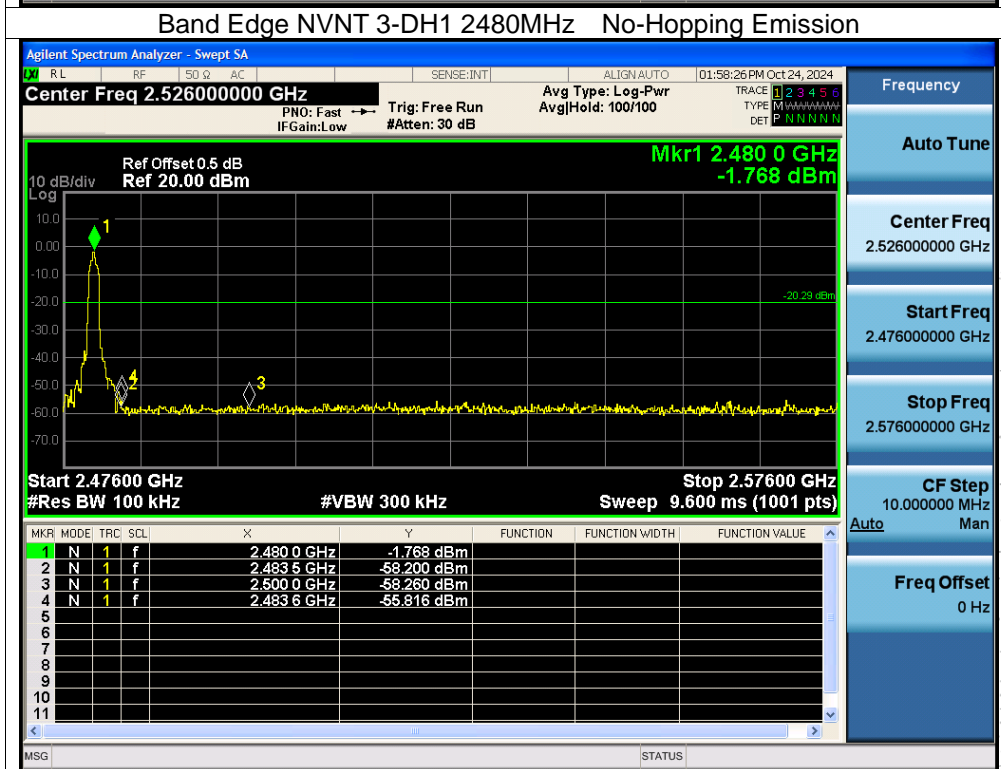 Band Edge NVNT 3-DH1 2480MHz No-Hopping Emission
Agilent Spectrum Analyzer - Swept SA
LXI RL RF 50 Ω AC SENSE:INT ALIGN AUTO 01:58:26 PM Oct 24, 2024
Center Freq 2.526000000 GHz
PNO: Fast
IFGain:Low
Trig: Free Run
#Atten: 30 dB
Avg Type: Log-Pwr
Avg|Hold: 100/100
TRACE 1 2 3 4 5 6
TYPE M WWWWW
DET P N N N N N
Ref Offset 0.5 dB
10 dB/div Ref 20.00 dBm
Log
Mkr1 2.480 0 GHz
-1.768 dBm
10.0
0.00
-10.0
-20.0
-30.0
-40.0
-50.0
-60.0
-70.0
1
-20.29 dBm
4
2
3
Start 2.47600 GHz Stop 2.57600 GHz
#Res BW 100 kHz #VBW 300 kHz Sweep 9.600 ms (1001 pts)
MKR MODE TRC SCL X Y FUNCTION FUNCTION WIDTH FUNCTION VALUE
1 N 1 f 2.480 0 GHz -1.768 dBm
2 N 1 f 2.483 5 GHz -58.200 dBm
3 N 1 f 2.500 0 GHz -58.260 dBm
4 N 1 f 2.483 6 GHz -55.816 dBm
5
6
7
8
9
10
11
MSG STATUS
Frequency
Auto Tune
Center Freq
2.526000000 GHz
Start Freq
2.476000000 GHz
Stop Freq
2.576000000 GHz
CF Step
10.000000 MHz
Auto Man
Freq Offset
0 Hz